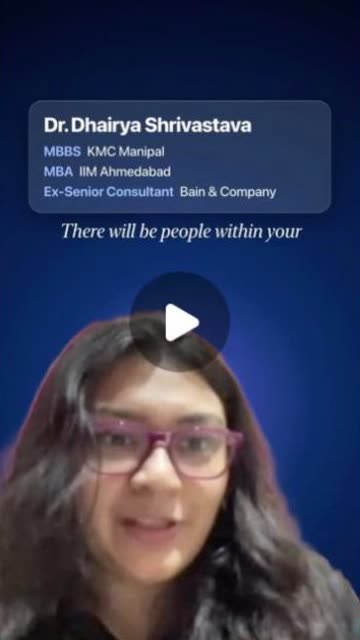 Dr. Dhairya Shrivastava
MBBS KMC Manipal
MBA IIM Ahmedabad
Ex-Senior Consultant Bain & Company
There will be people within your